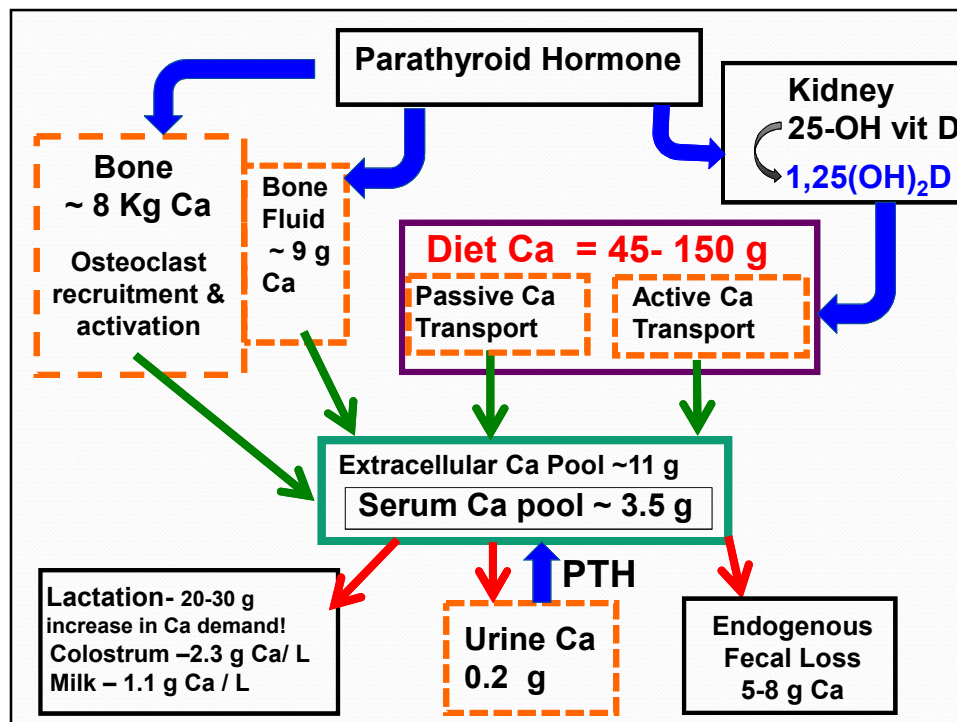 Parathyroid Hormone
Kidney
25-OH vit D
1,25(OH)₂D
Bone
~ 8 Kg Ca
Osteoclast
recruitment &
activation
Bone
Fluid
~ 9 g
Ca
Diet Ca = 45- 150 g
Passive Ca
Transport
Active Ca
Transport
Extracellular Ca Pool ~11 g
Serum Ca pool ~ 3.5 g
PTH
Lactation- 20-30 g
increase in Ca demand!
Colostrum –2.3 g Ca/ L
Milk – 1.1 g Ca / L
Urine Ca
0.2 g
Endogenous
Fecal Loss
5-8 g Ca